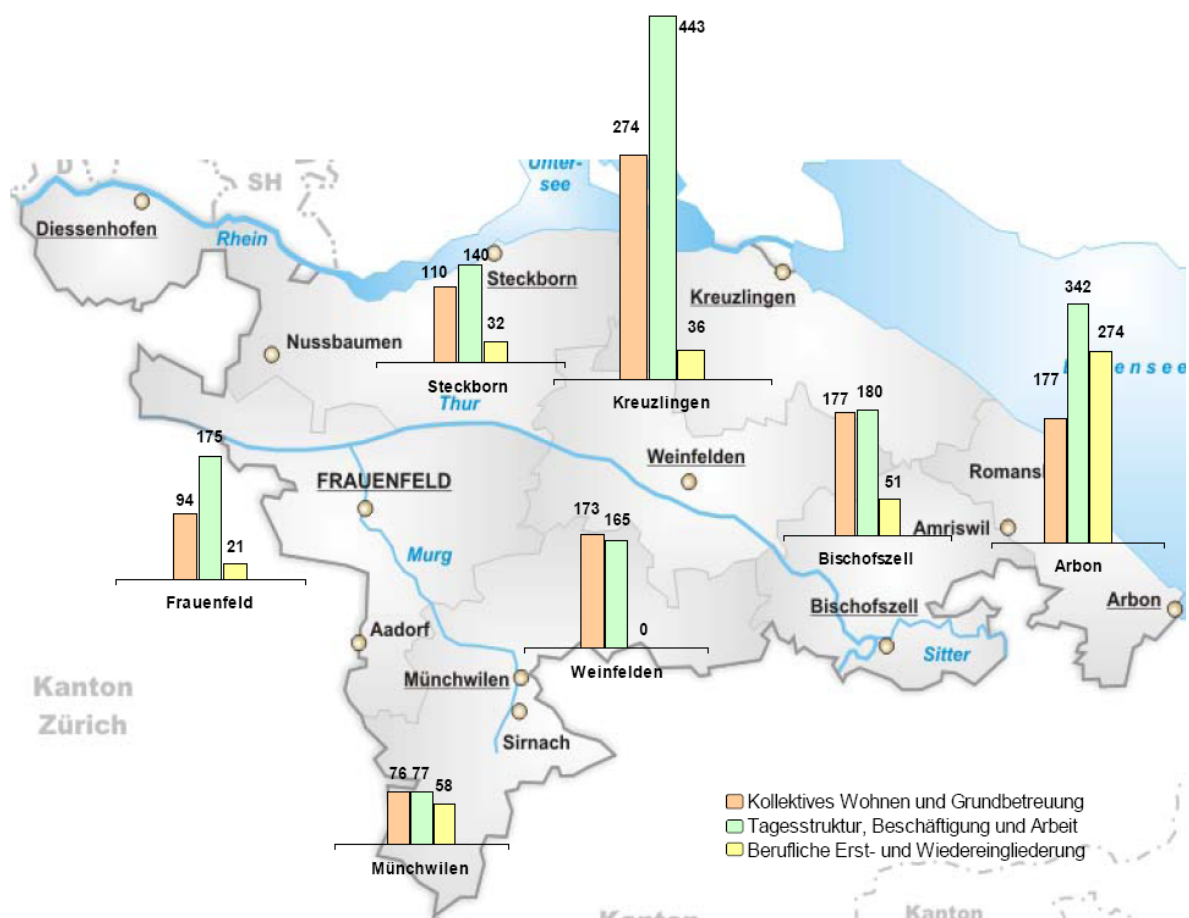 443
274
Unter-
see
D
SH
Diessenhofen
Rhein
110
140
Steckborn
32
36
Kreuzlingen
342
274
177
Nussbaumen
Steckborn
Thur
Kreuzlingen
177
180
175
Weinfelden
94
FRAUENFELD
51
Amriswil
173
165
21
Murg
Bischofszell
Arbon
Frauenfeld
0
Bischofszell
Arbon
Aadorf
Sitter
Weinfelden
Münchwilen
Kanton
Zürich
Sirnach
76
77
58
Münchwilen
Kollektives Wohnen und Grundbetreuung
Tagesstruktur, Beschäftigung und Arbeit
Berufliche Erst- und Wiedereingliederung
Kanton
Kanton